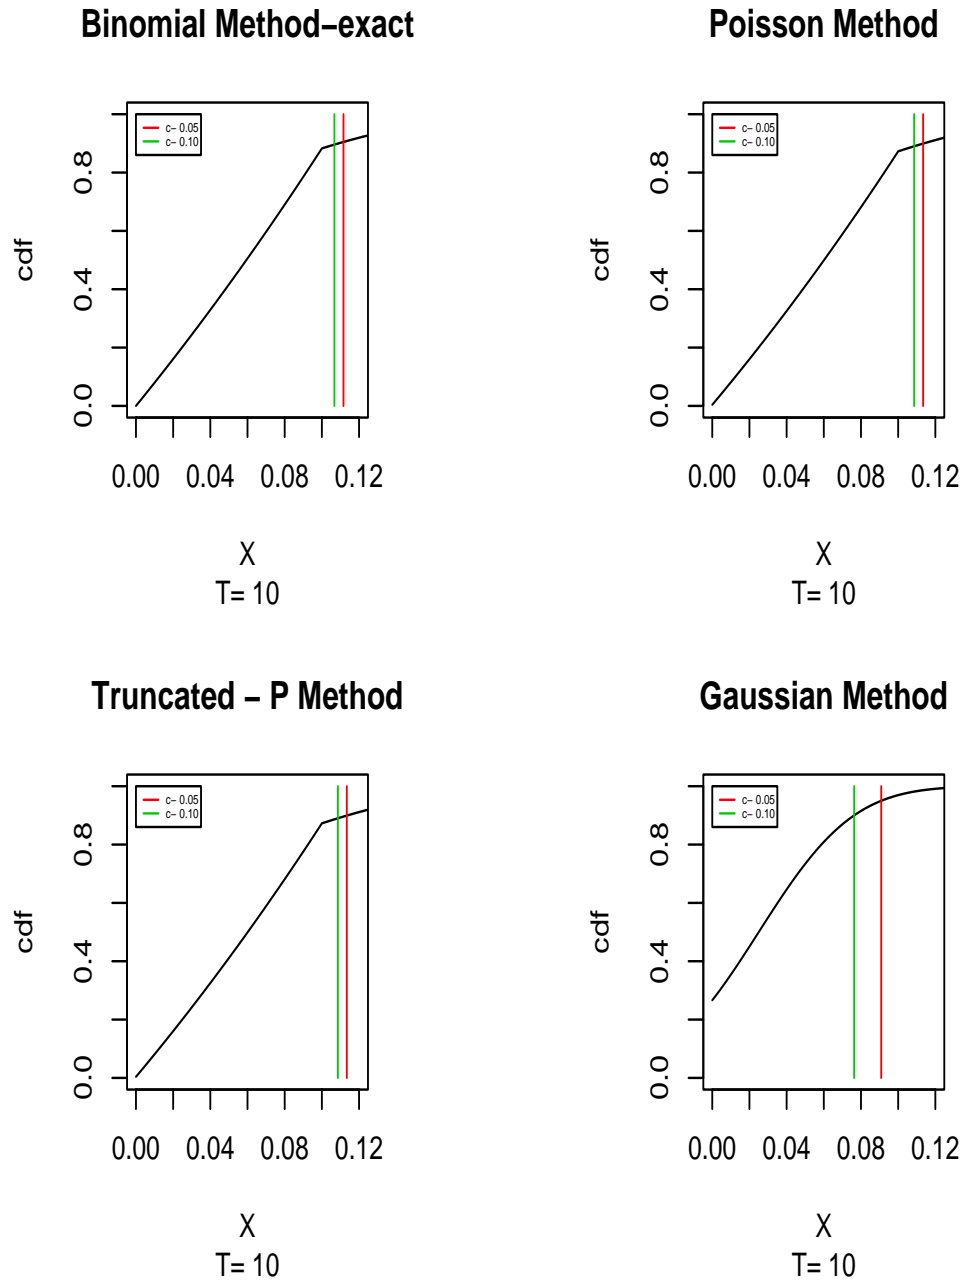 Binomial Method–exact
c– 0.05
c– 0.10
cdf
0.0 0.4 0.8
0.00 0.04 0.08 0.12
X
T= 10
Poisson Method
c– 0.05
c– 0.10
cdf
0.0 0.4 0.8
0.00 0.04 0.08 0.12
X
T= 10
Truncated – P Method
c– 0.05
c– 0.10
cdf
0.0 0.4 0.8
0.00 0.04 0.08 0.12
X
T= 10
Gaussian Method
c– 0.05
c– 0.10
cdf
0.0 0.4 0.8
0.00 0.04 0.08 0.12
X
T= 10